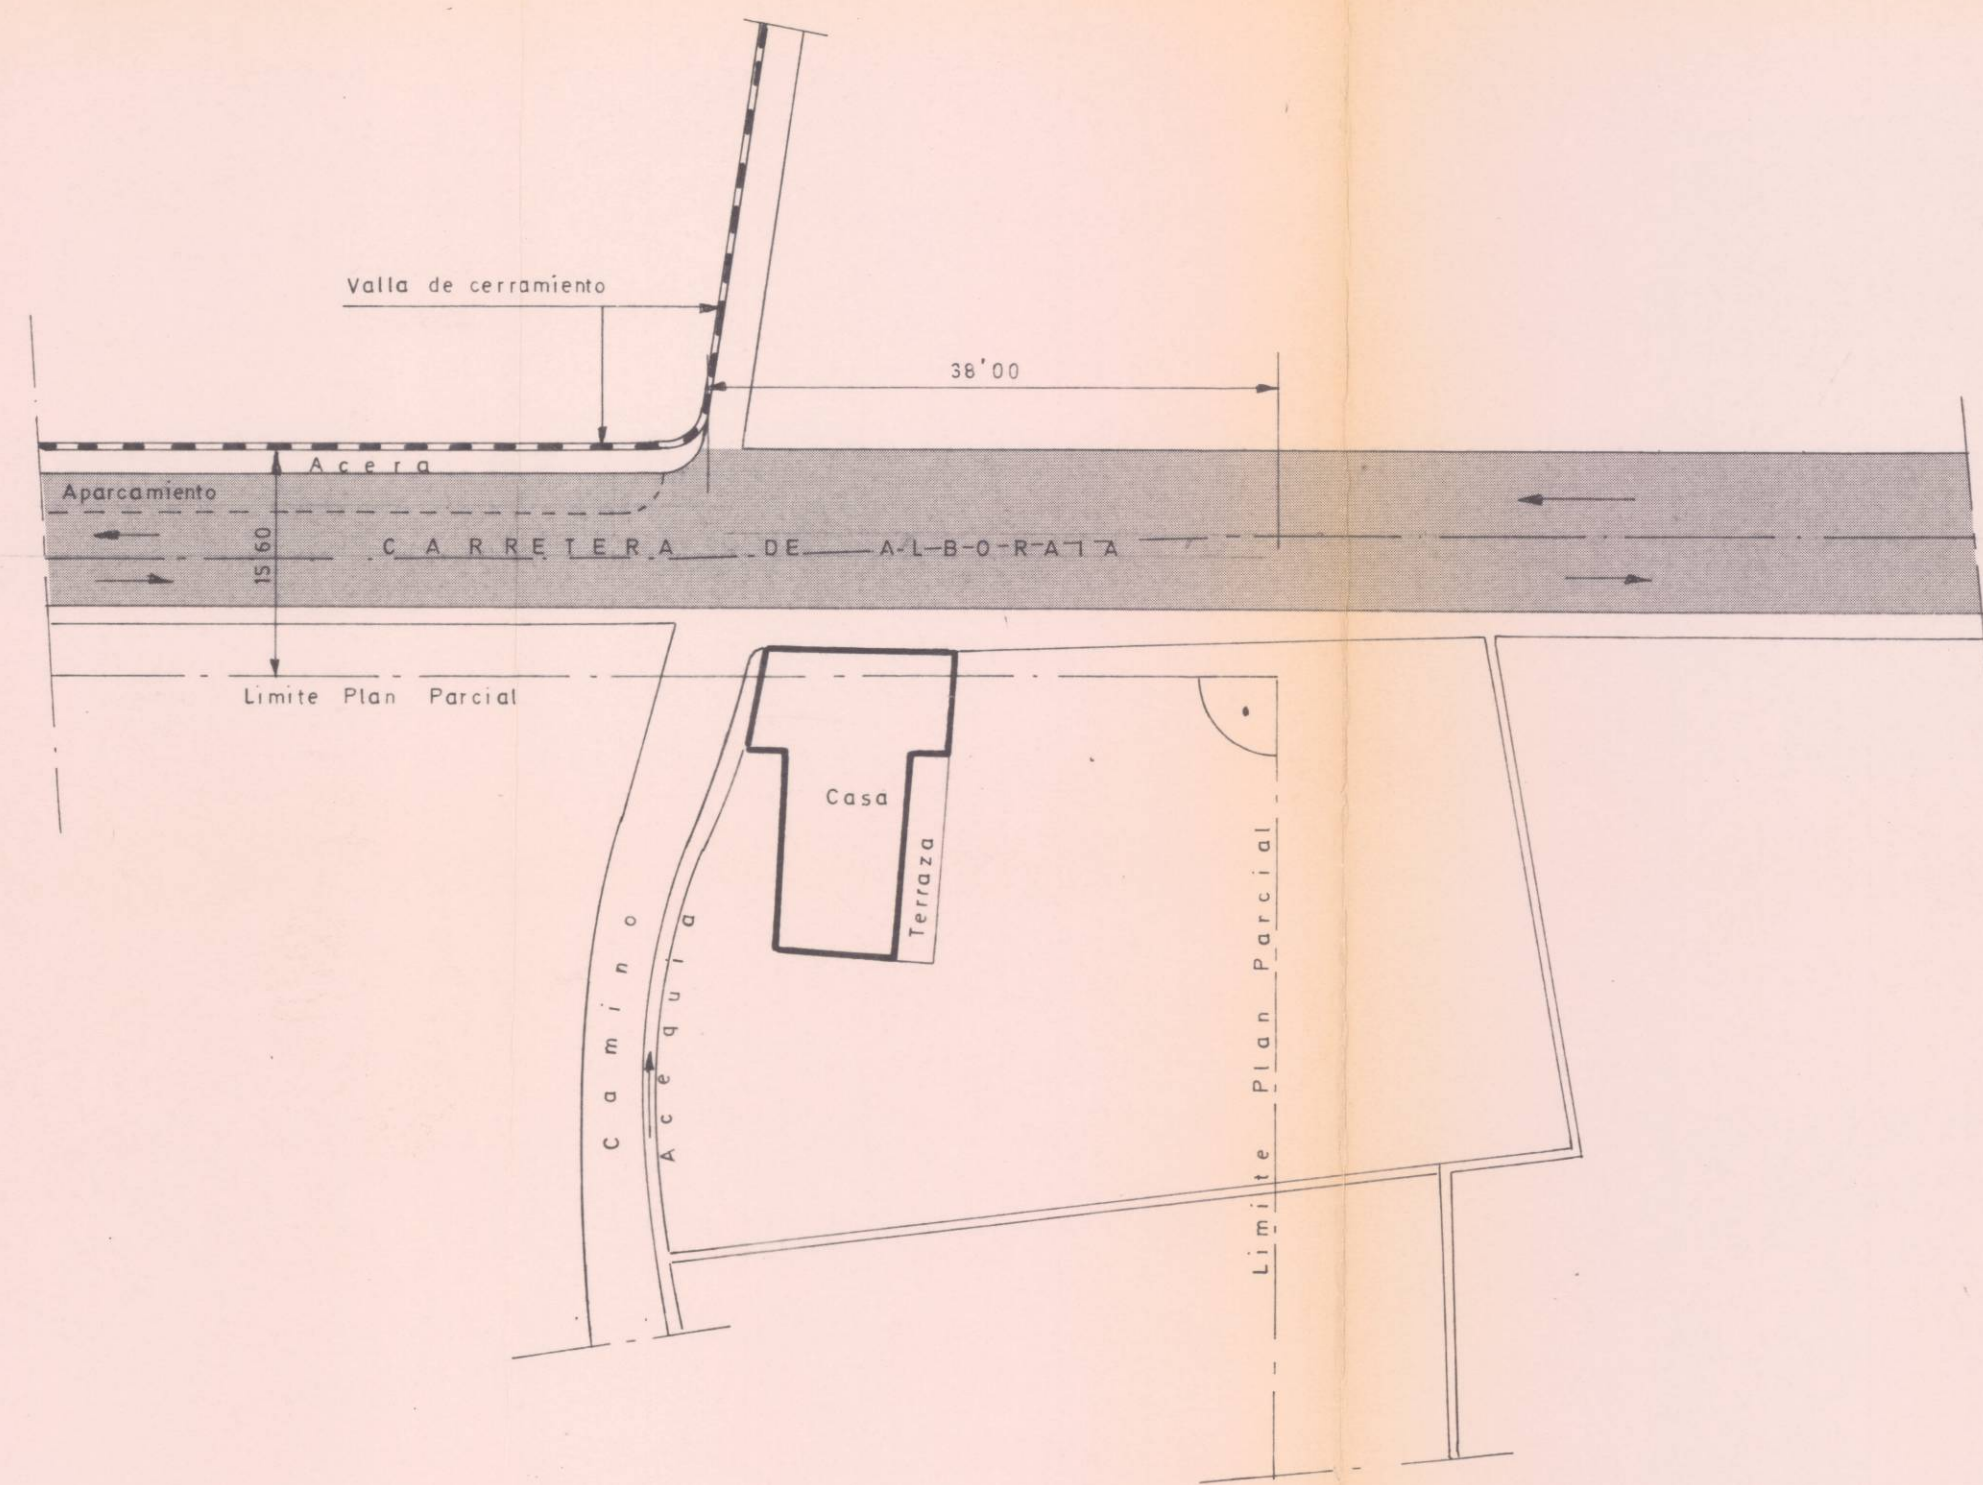 Valla de cerramiento
38'00
Acera
Aparcamiento
15'60
CARRETERA DE ALBORAIA
Limite Plan Parcial
Casa
Terraza
Camino
Acequia
Limite Plan Parcial